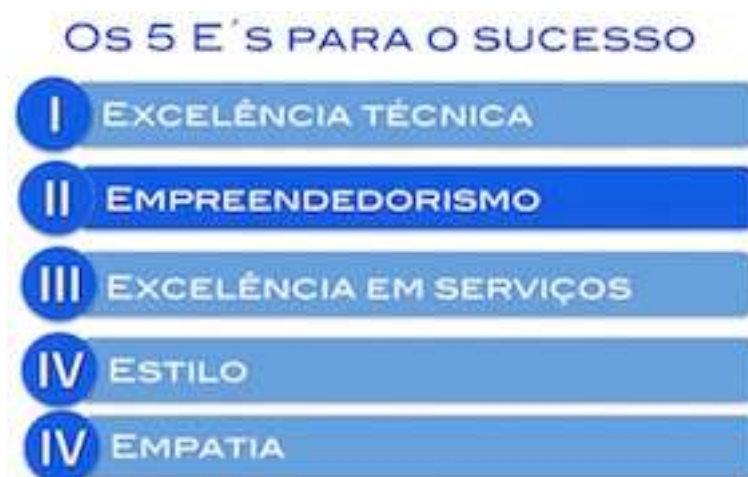 OS 5 E´S PARA O SUCESSO
I EXCELÊNCIA TÉCNICA
II EMPREENDEDORISMO
III EXCELÊNCIA EM SERVIÇOS
IV ESTILO
IV EMPATIA